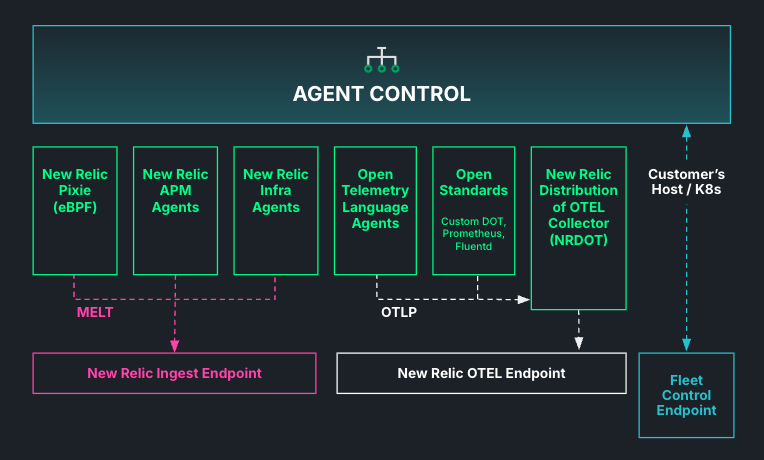 AGENT CONTROL
New Relic
Pixie
(eBPF)
New Relic
APM
Agents
New Relic
Infra
Agents
Open
Telemetry
Language
Agents
Open
Standards
Custom DOT,
Prometheus,
Fluentd
New Relic
Distribution
of OTEL
Collector
(NRDOT)
Customer’s
Host / K8s
MELT
OTLP
New Relic Ingest Endpoint
New Relic OTEL Endpoint
Fleet
Control
Endpoint